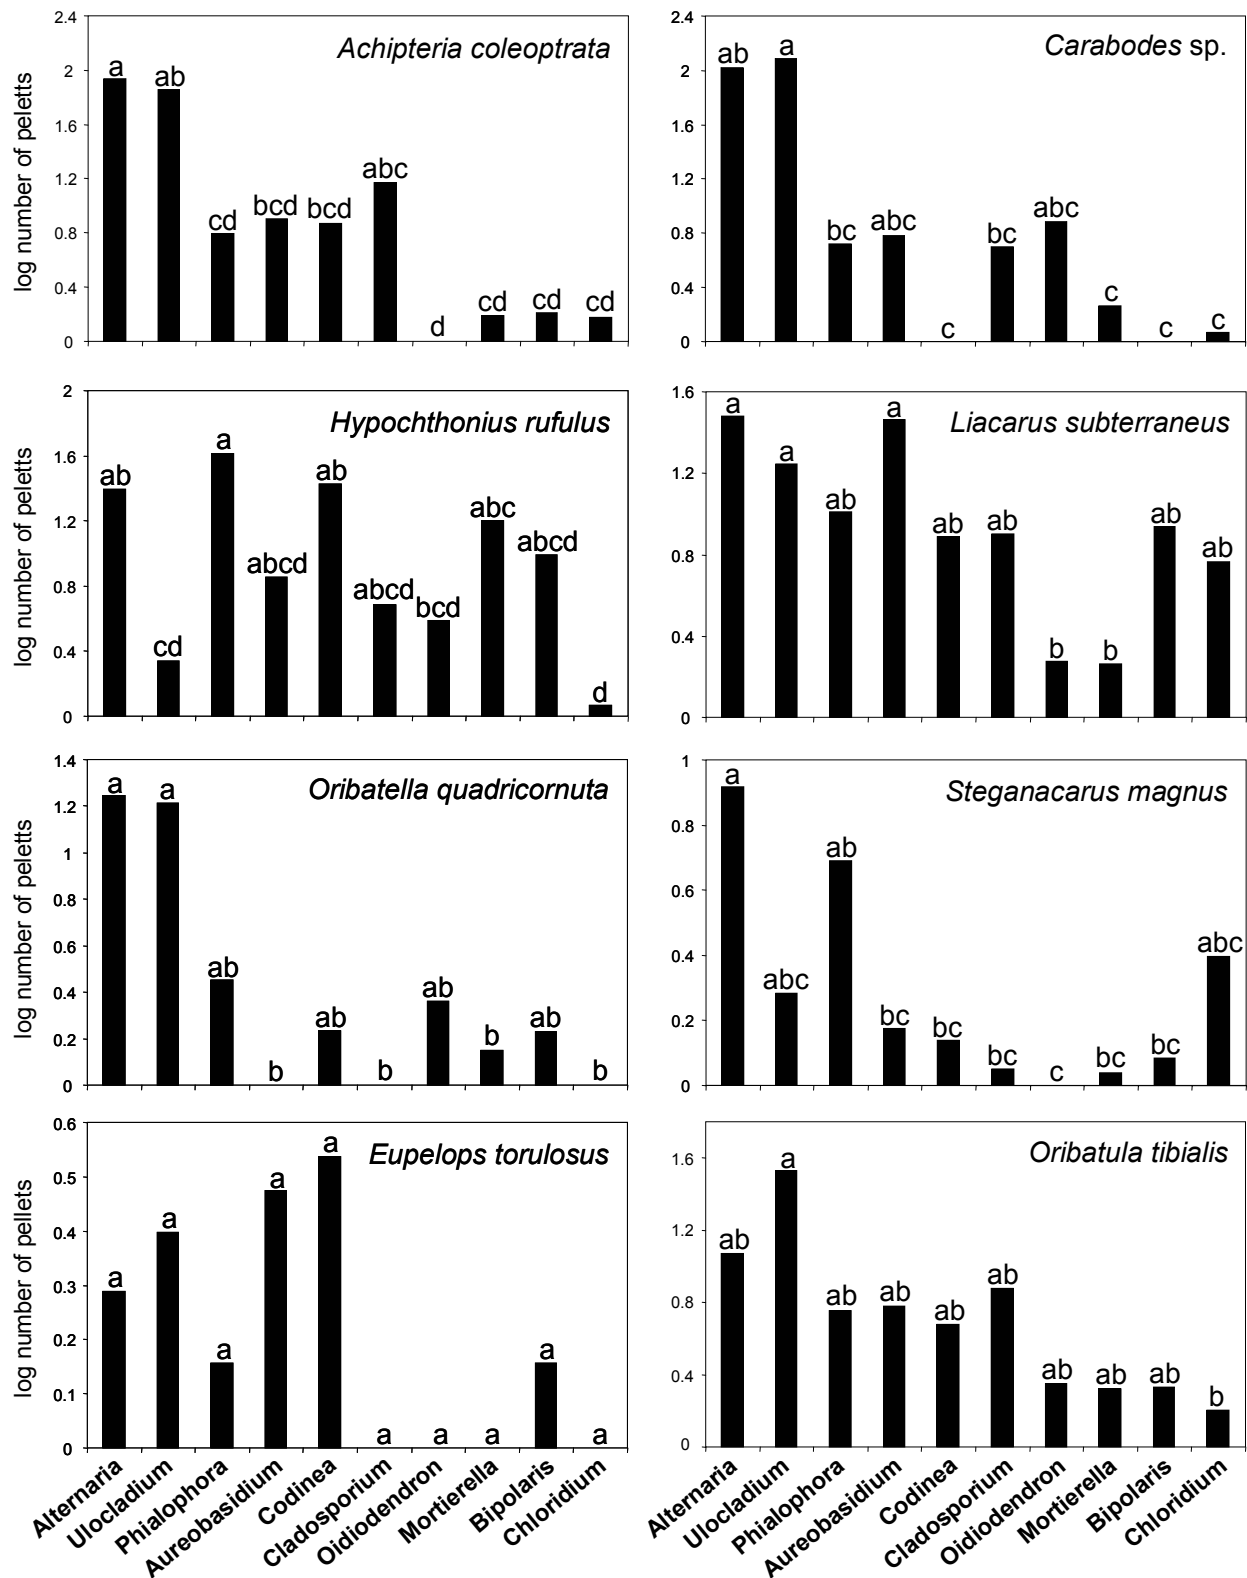 2.4
2
1.6
1.2
0.8
0.4
0
log number of peletts
Achipteria coleoptrata
a
ab
cd
bcd
bcd
abc
d
cd
cd
cd
2.4
2
1.6
1.2
0.8
0.4
0
Carabodes sp.
ab
a
bc
abc
c
bc
abc
c
c
c
2
1.6
1.2
0.8
0.4
0
log number of peletts
Hypochthonius rufulus
ab
cd
a
abcd
ab
abcd
bcd
abc
abcd
d
1.6
1.2
0.8
0.4
0
Liacarus subterraneus
a
a
ab
a
ab
ab
b
b
ab
ab
1.4
1.2
1
0.8
0.6
0.4
0.2
0
log number of peletts
Oribatella quadricornuta
a
a
ab
b
ab
b
ab
b
ab
b
1
0.8
0.6
0.4
0.2
0
Steganacarus magnus
a
abc
ab
bc
bc
bc
c
bc
bc
abc
0.6
0.5
0.4
0.3
0.2
0.1
0
log number of pellets
Eupelops torulosus
a
a
a
a
a
a
a
a
a
a
Alternaria
Ulocladium
Phialophora
Aureobasidium
Codinea
Cladosporium
Oidiodendron
Mortierella
Bipolaris
Chloridium
1.6
1.2
0.8
0.4
0
Oribatula tibialis
ab
a
ab
ab
ab
ab
ab
ab
ab
b
Alternaria
Ulocladium
Phialophora
Aureobasidium
Codinea
Cladosporium
Oidiodendron
Mortierella
Bipolaris
Chloridium